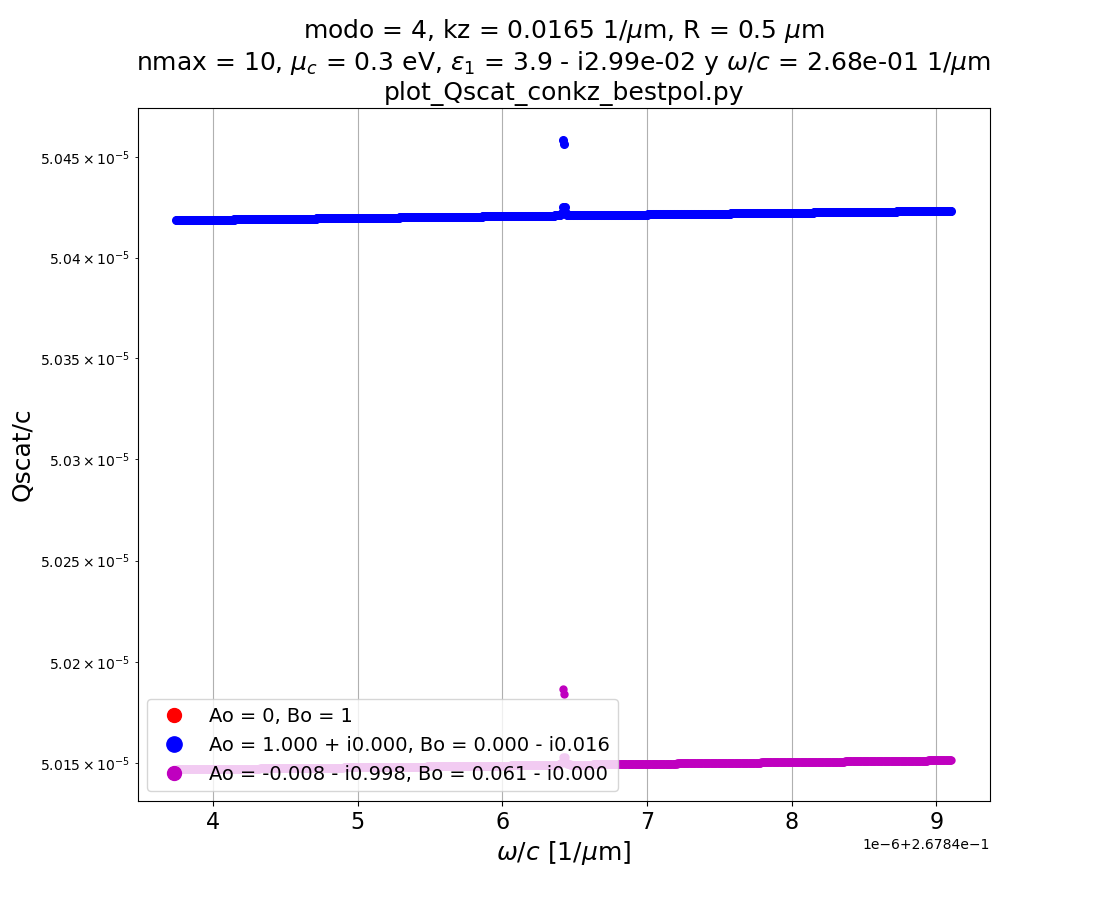 modo = 4, kz = 0.0165 1/μm, R = 0.5 μm
nmax = 10, μc = 0.3 eV, ε1 = 3.9 - i2.99e-02 y ω/c = 2.68e-01 1/μm
plot_Qscat_conkz_bestpol.py
5.045 × 10⁻⁵
5.04 × 10⁻⁵
5.035 × 10⁻⁵
5.03 × 10⁻⁵
5.025 × 10⁻⁵
5.02 × 10⁻⁵
5.015 × 10⁻⁵
Qscat/c
Ao = 0, Bo = 1
Ao = 1.000 + i0.000, Bo = 0.000 - i0.016
Ao = -0.008 - i0.998, Bo = 0.061 - i0.000
4 5 6 7 8 9
1e−6+2.6784e−1
ω/c [1/μm]